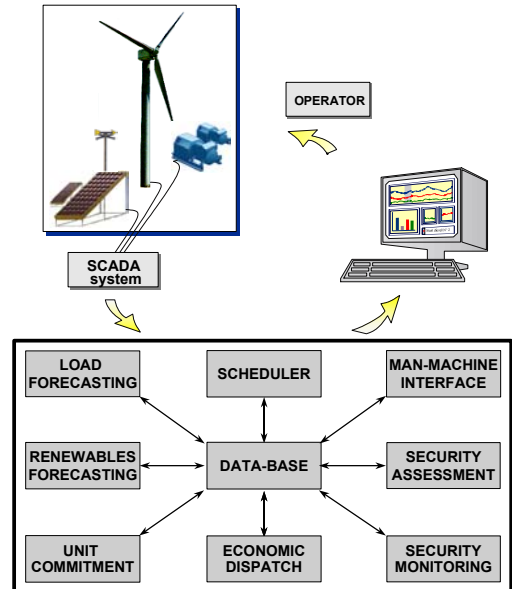 OPERATOR
SCADA
system
LOAD
FORECASTING
SCHEDULER
MAN-MACHINE
INTERFACE
RENEWABLES
FORECASTING
DATA-BASE
SECURITY
ASSESSMENT
UNIT
COMMITMENT
ECONOMIC
DISPATCH
SECURITY
MONITORING